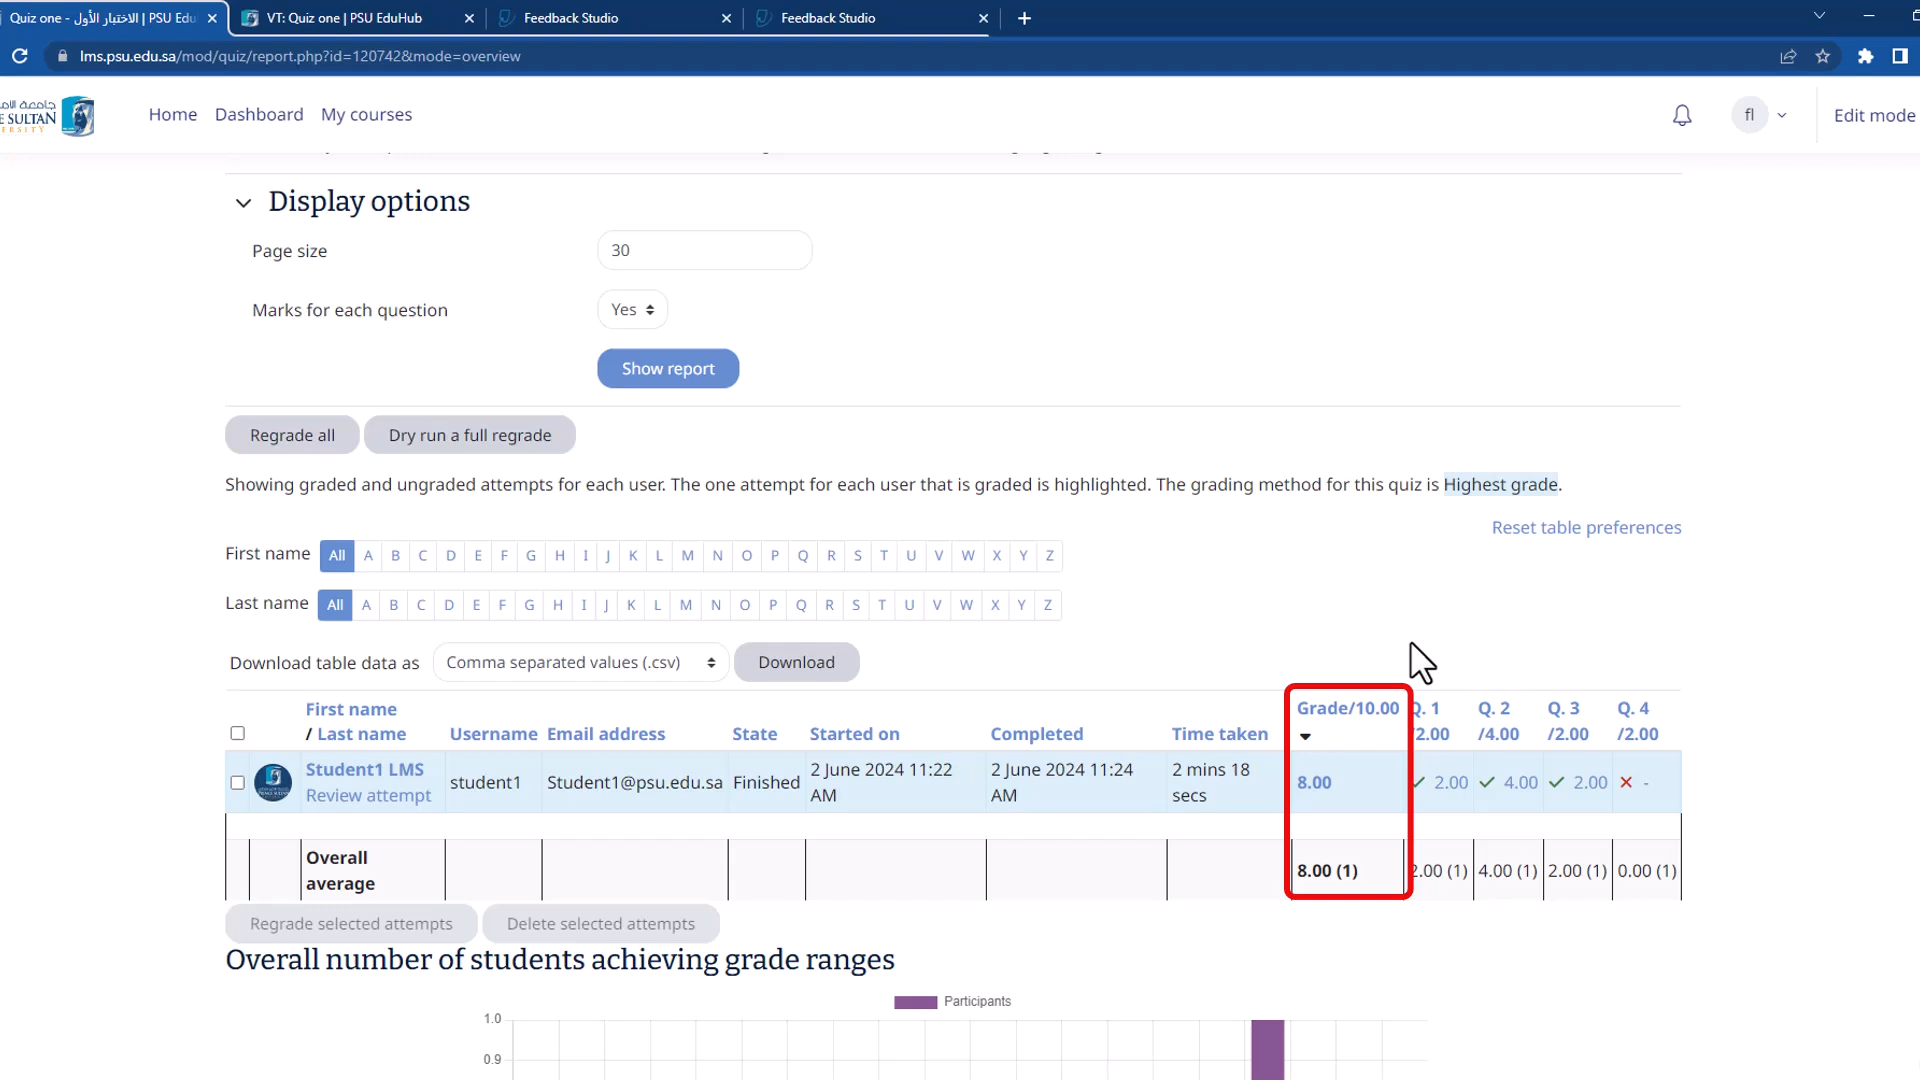 Quiz one - الاختبار الأول | PSU Edu
VT: Quiz one | PSU EduHub
Feedback Studio
Feedback Studio
lms.psu.edu.sa/mod/quiz/report.php?id=120742&mode=overview
E SULTAN
Home
Dashboard
My courses
fl
Edit mode
Display options
Page size
30
Marks for each question
Yes
Show report
Regrade all
Dry run a full regrade
Showing graded and ungraded attempts for each user. The one attempt for each user that is graded is highlighted. The grading method for this quiz is Highest grade.
Reset table preferences
First name All A B C D E F G H I J K L M N O P Q R S T U V W X Y Z
Last name All A B C D E F G H I J K L M N O P Q R S T U V W X Y Z
Download table data as
Comma separated values (.csv)
Download
First name / Last name Username Email address State Started on Completed Time taken Grade/10.00 Q. 1 /2.00 Q. 2 /4.00 Q. 3 /2.00 Q. 4 /2.00
Student1 LMS
Review attempt
student1
Student1@psu.edu.sa
Finished
2 June 2024 11:22 AM
2 June 2024 11:24 AM
2 mins 18 secs
8.00
2.00
4.00
2.00
-
Overall average
8.00 (1)
2.00 (1)
4.00 (1)
2.00 (1)
0.00 (1)
Regrade selected attempts
Delete selected attempts
Overall number of students achieving grade ranges
Participants
1.0
0.9